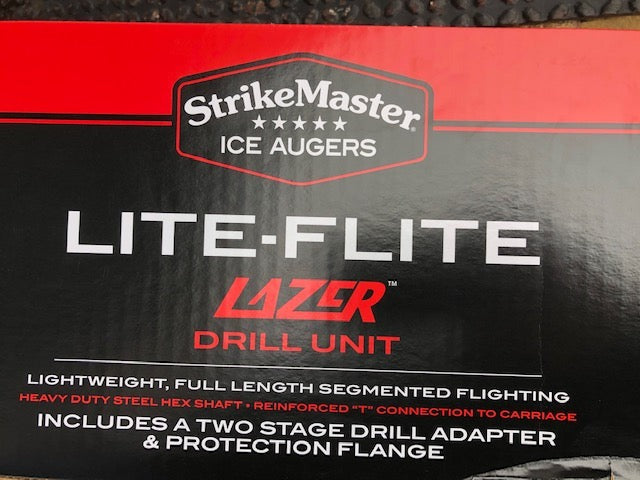 StrikeMaster
ICE AUGERS
LITE-FLITE
LAZER™
DRILL UNIT
LIGHTWEIGHT, FULL LENGTH SEGMENTED FLIGHTING
HEAVY DUTY STEEL HEX SHAFT • REINFORCED "T" CONNECTION TO CARRIAGE
INCLUDES A TWO STAGE DRILL ADAPTER
& PROTECTION FLANGE